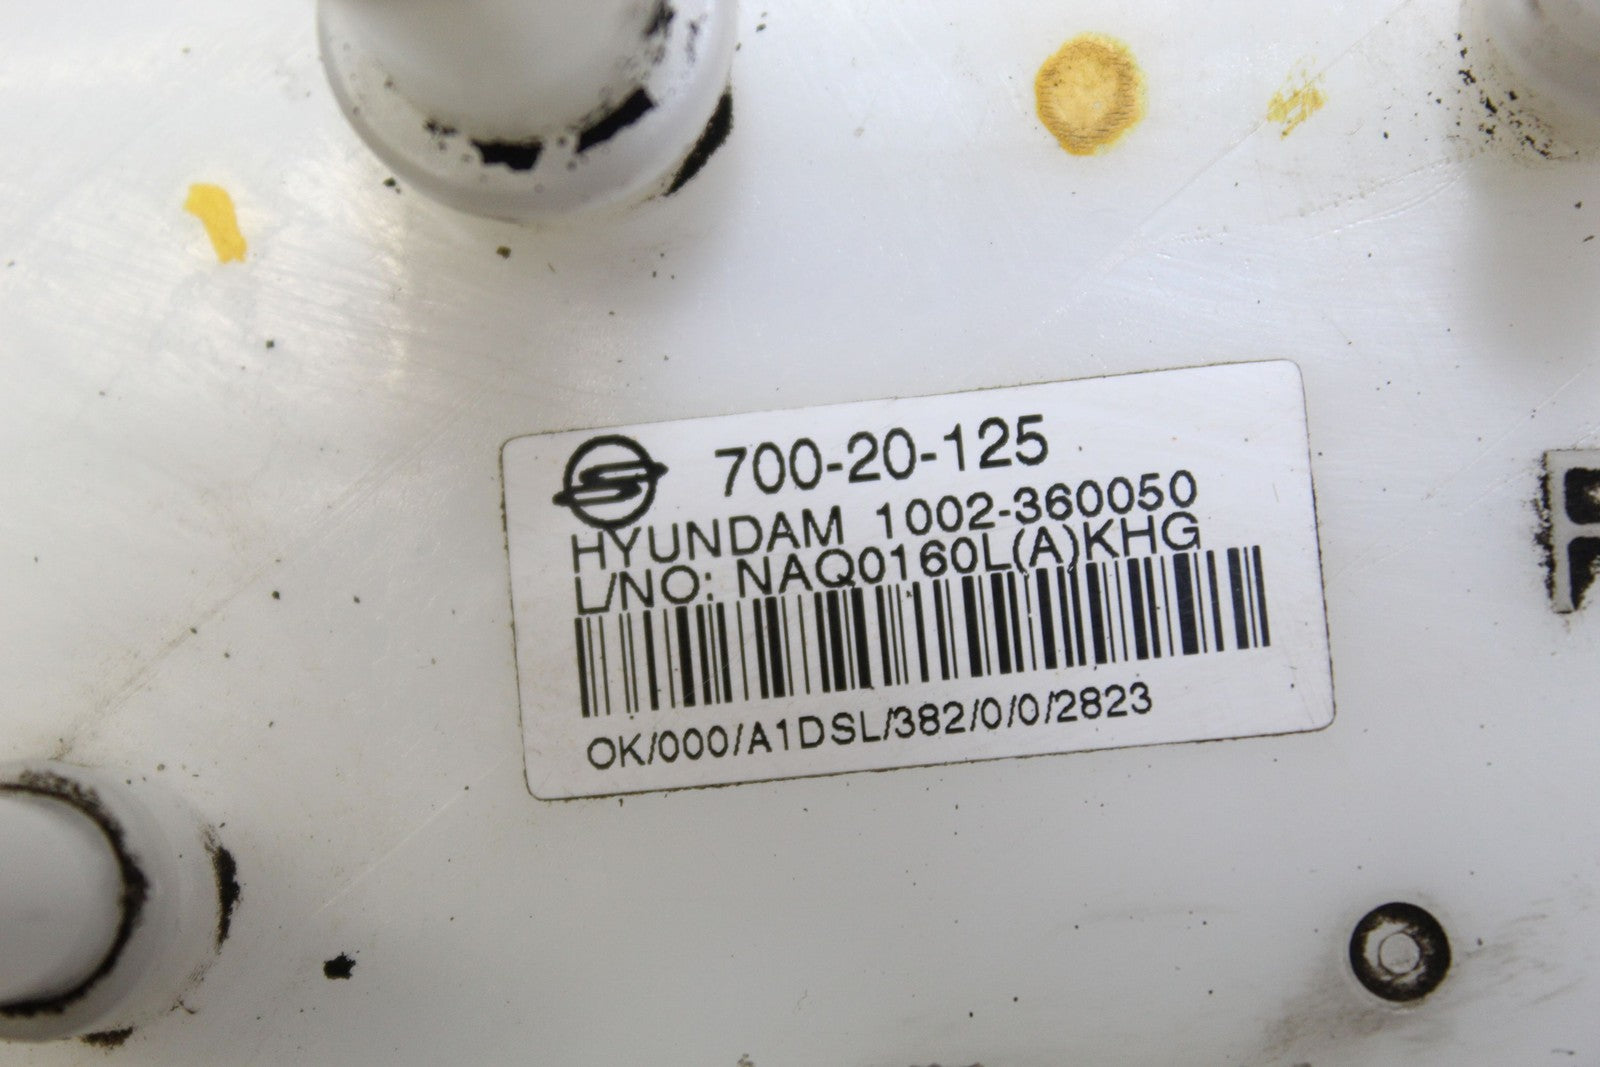 700-20-125
HYUNDAM 1002-360050
L/NO: NAQ0160L(A)KHG
OK/000/A1DSL/382/0/0/2823